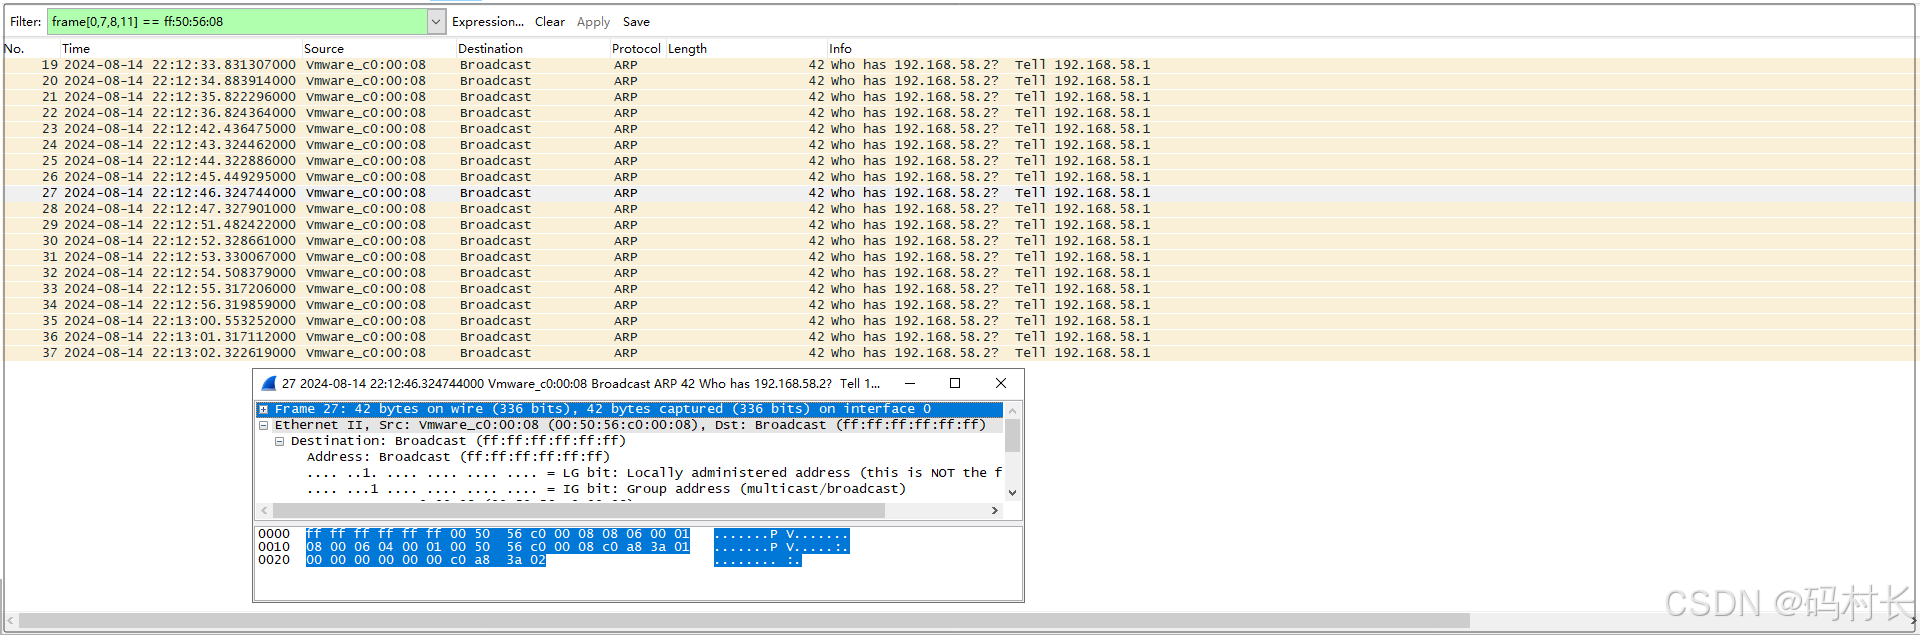 Filter: frame[0,7,8,11] == ff:50:56:08 Expression... Clear Apply Save
No. Time Source Destination Protocol Length Info
19 2024-08-14 22:12:33.831307000 Vmware_c0:00:08 Broadcast ARP 42 Who has 192.168.58.2? Tell 192.168.58.1
20 2024-08-14 22:12:34.883914000 Vmware_c0:00:08 Broadcast ARP 42 Who has 192.168.58.2? Tell 192.168.58.1
21 2024-08-14 22:12:35.822296000 Vmware_c0:00:08 Broadcast ARP 42 Who has 192.168.58.2? Tell 192.168.58.1
22 2024-08-14 22:12:36.824364000 Vmware_c0:00:08 Broadcast ARP 42 Who has 192.168.58.2? Tell 192.168.58.1
23 2024-08-14 22:12:42.436475000 Vmware_c0:00:08 Broadcast ARP 42 Who has 192.168.58.2? Tell 192.168.58.1
24 2024-08-14 22:12:43.324462000 Vmware_c0:00:08 Broadcast ARP 42 Who has 192.168.58.2? Tell 192.168.58.1
25 2024-08-14 22:12:44.322886000 Vmware_c0:00:08 Broadcast ARP 42 Who has 192.168.58.2? Tell 192.168.58.1
26 2024-08-14 22:12:45.449295000 Vmware_c0:00:08 Broadcast ARP 42 Who has 192.168.58.2? Tell 192.168.58.1
27 2024-08-14 22:12:46.324744000 Vmware_c0:00:08 Broadcast ARP 42 Who has 192.168.58.2? Tell 192.168.58.1
28 2024-08-14 22:12:47.327901000 Vmware_c0:00:08 Broadcast ARP 42 Who has 192.168.58.2? Tell 192.168.58.1
29 2024-08-14 22:12:51.482422000 Vmware_c0:00:08 Broadcast ARP 42 Who has 192.168.58.2? Tell 192.168.58.1
30 2024-08-14 22:12:52.328661000 Vmware_c0:00:08 Broadcast ARP 42 Who has 192.168.58.2? Tell 192.168.58.1
31 2024-08-14 22:12:53.330067000 Vmware_c0:00:08 Broadcast ARP 42 Who has 192.168.58.2? Tell 192.168.58.1
32 2024-08-14 22:12:54.508379000 Vmware_c0:00:08 Broadcast ARP 42 Who has 192.168.58.2? Tell 192.168.58.1
33 2024-08-14 22:12:55.317206000 Vmware_c0:00:08 Broadcast ARP 42 Who has 192.168.58.2? Tell 192.168.58.1
34 2024-08-14 22:12:56.319859000 Vmware_c0:00:08 Broadcast ARP 42 Who has 192.168.58.2? Tell 192.168.58.1
35 2024-08-14 22:13:00.553252000 Vmware_c0:00:08 Broadcast ARP 42 Who has 192.168.58.2? Tell 192.168.58.1
36 2024-08-14 22:13:01.317112000 Vmware_c0:00:08 Broadcast ARP 42 Who has 192.168.58.2? Tell 192.168.58.1
37 2024-08-14 22:13:02.322619000 Vmware_c0:00:08 Broadcast ARP 42 Who has 192.168.58.2? Tell 192.168.58.1
27 2024-08-14 22:12:46.324744000 Vmware_c0:00:08 Broadcast ARP 42 Who has 192.168.58.2? Tell 1...
Frame 27: 42 bytes on wire (336 bits), 42 bytes captured (336 bits) on interface 0
Ethernet II, Src: Vmware_c0:00:08 (00:50:56:c0:00:08), Dst: Broadcast (ff:ff:ff:ff:ff:ff)
Destination: Broadcast (ff:ff:ff:ff:ff:ff)
Address: Broadcast (ff:ff:ff:ff:ff:ff)
.... ..1. .... .... .... .... = LG bit: Locally administered address (this is NOT the f
.... ...1 .... .... .... .... = IG bit: Group address (multicast/broadcast)
0000 ff ff ff ff ff ff 00 50 56 c0 00 08 08 06 00 01 .......P V.......
0010 08 00 06 04 00 01 00 50 56 c0 00 08 c0 a8 3a 01 .......P V.....:.
0020 00 00 00 00 00 00 c0 a8 3a 02 ........ :.
CSDN @码村长